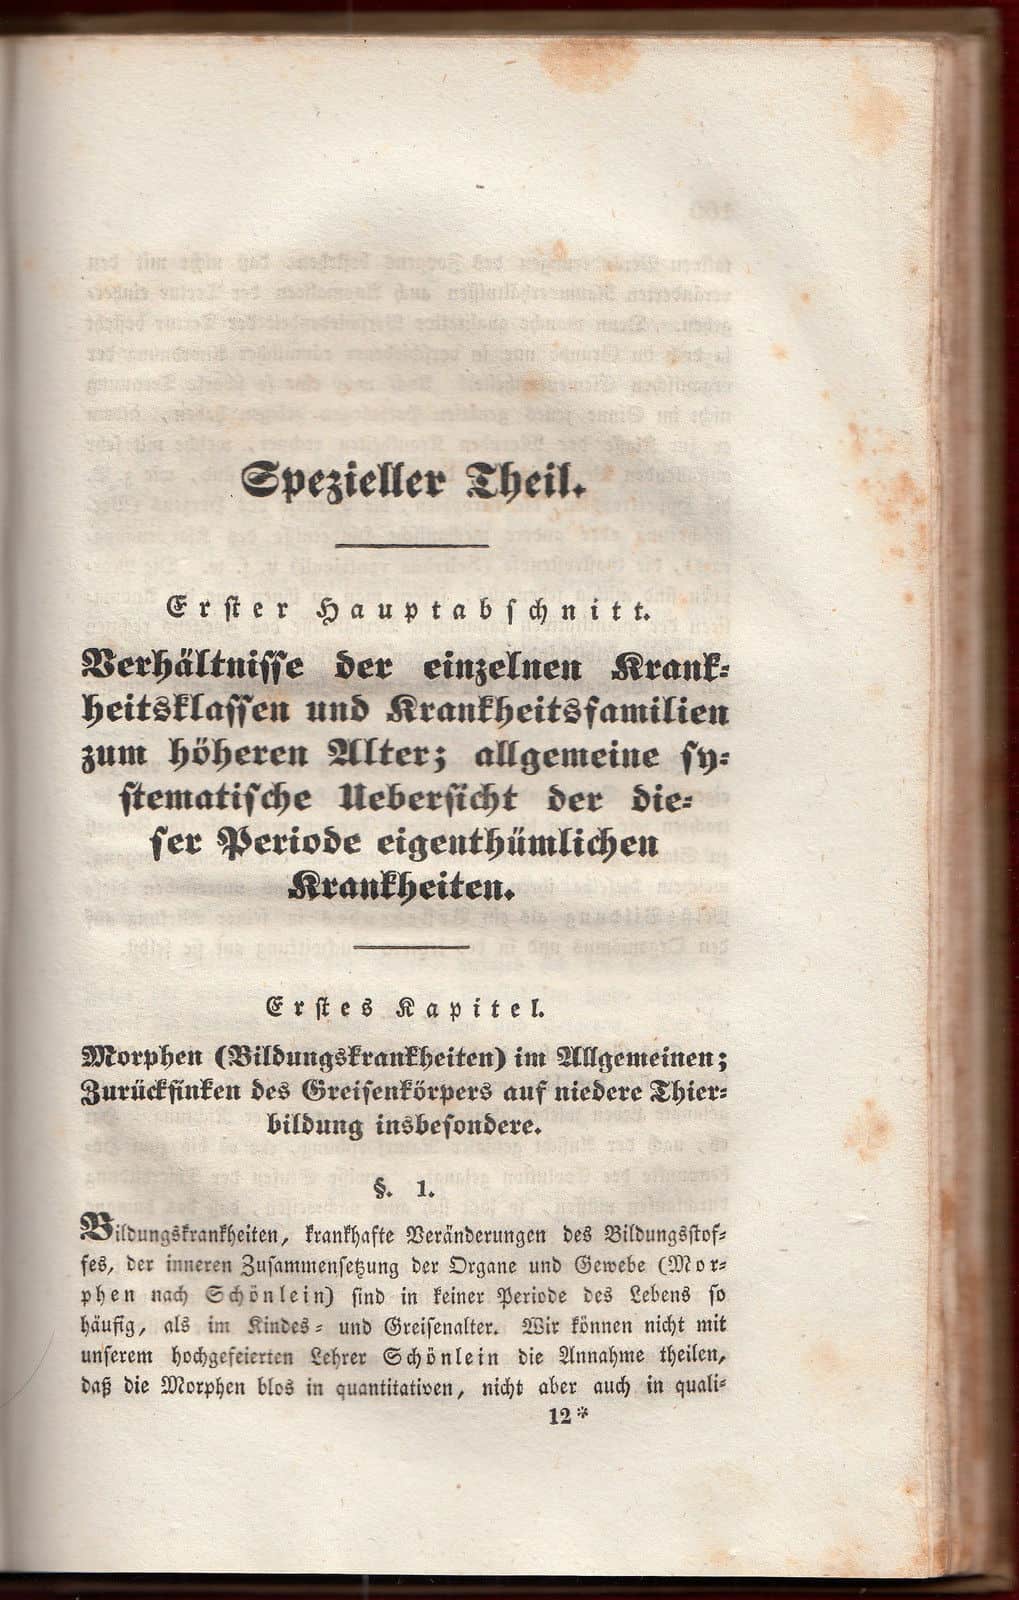 Spezieller Theil.
Erster Hauptabschnitt.
Verhältnisse der einzelnen Krank-
heitsklassen und Krankheitsfamilien
zum höheren Alter; allgemeine sy-
stematische Uebersicht der die-
ser Periode eigenthümlichen
Krankheiten.
Erstes Kapitel.
Morphen (Bildungskrankheiten) im Allgemeinen;
Zurücksinken des Greisenkörpers auf niedere Thier-
bildung insbesondere.
§. 1.
Bildungskrankheiten, krankhafte Veränderungen des Bildungsstof-
fes, der inneren Zusammensetzung der Organe und Gewebe (Mor-
phen nach Schönlein) sind in keiner Periode des Lebens so
häufig, als im Kindes- und Greisenalter. Wir können nicht mit
unserem hochgefeierten Lehrer Schönlein die Annahme theilen,
daß die Morphen blos in quantitativen, nicht aber auch in quali-
12*